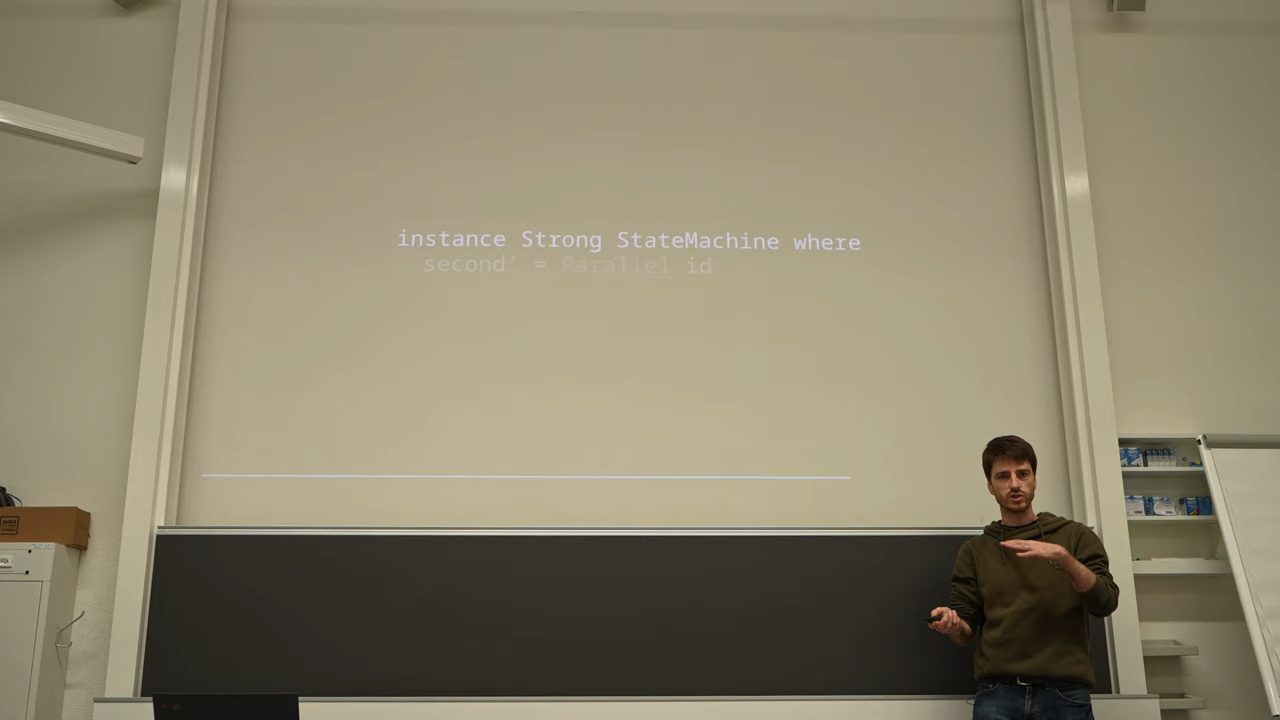 instance Strong StateMachine where
second' = Parallel id